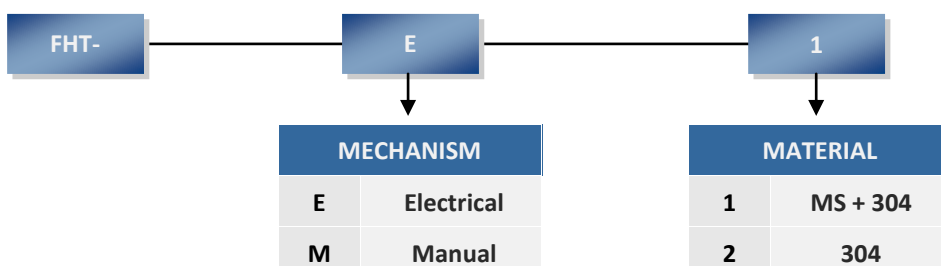 FHT- E 1
MECHANISM MATERIAL
E Electrical 1 MS + 304
M Manual 2 304